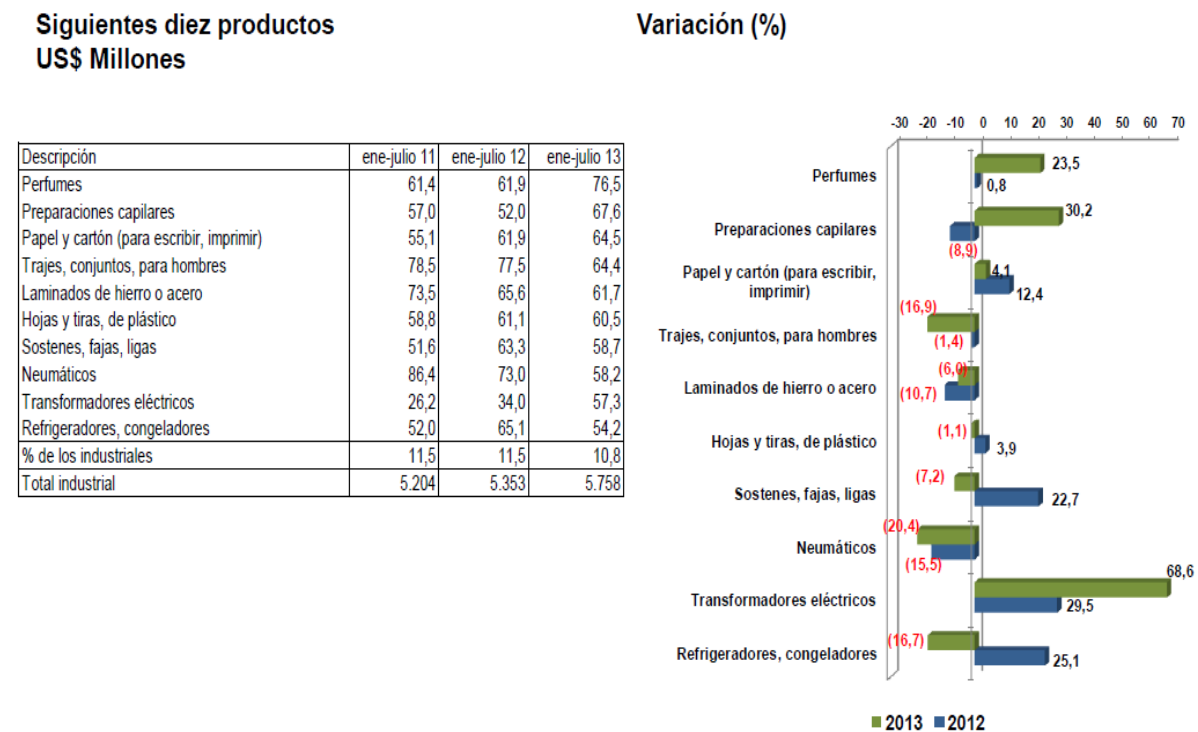 Siguientes diez productos
US$ Millones
Descripción ene-julio 11 ene-julio 12 ene-julio 13
Perfumes 61,4 61,9 76,5
Preparaciones capilares 57,0 52,0 67,6
Papel y cartón (para escribir, imprimir) 55,1 61,9 64,5
Trajes, conjuntos, para hombres 78,5 77,5 64,4
Laminados de hierro o acero 73,5 65,6 61,7
Hojas y tiras, de plástico 58,8 61,1 60,5
Sostenes, fajas, ligas 51,6 63,3 58,7
Neumáticos 86,4 73,0 58,2
Transformadores eléctricos 26,2 34,0 57,3
Refrigeradores, congeladores 52,0 65,1 54,2
% de los industriales 11,5 11,5 10,8
Total industrial 5.204 5.353 5.758
Variación (%)
-30 -20 -10 0 10 20 30 40 50 60 70
Perfumes 23,5
0,8
Preparaciones capilares 30,2
(8,9)
Papel y cartón (para escribir,
imprimir)
4,1
12,4
Trajes, conjuntos, para hombres (16,9)
(1,4)
Laminados de hierro o acero (6,0)
(10,7)
Hojas y tiras, de plástico (1,1)
3,9
Sostenes, fajas, ligas (7,2)
22,7
Neumáticos (20,4)
(15,5)
Transformadores eléctricos 68,6
29,5
Refrigeradores, congeladores (16,7)
25,1
2013 2012